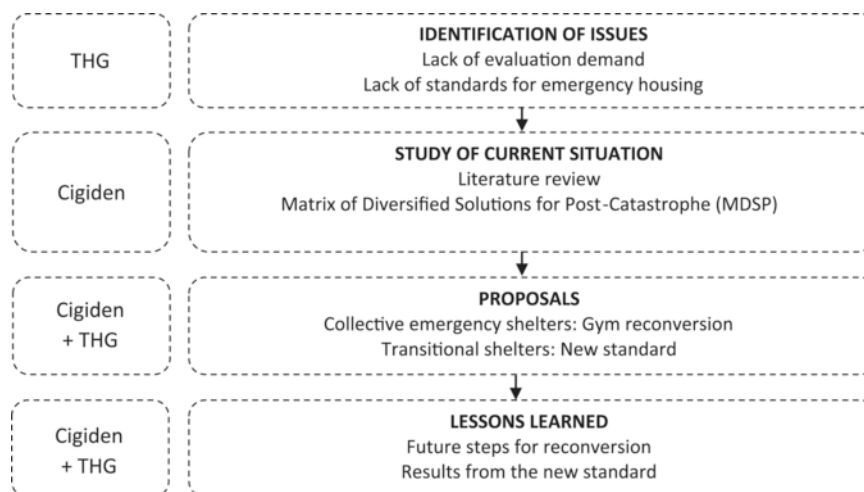 THG
IDENTIFICATION OF ISSUES
Lack of evaluation demand
Lack of standards for emergency housing
Cigiden
STUDY OF CURRENT SITUATION
Literature review
Matrix of Diversified Solutions for Post-Catastrophe (MDSP)
Cigiden
+ THG
PROPOSALS
Collective emergency shelters: Gym reconversion
Transitional shelters: New standard
Cigiden
+ THG
LESSONS LEARNED
Future steps for reconversion
Results from the new standard